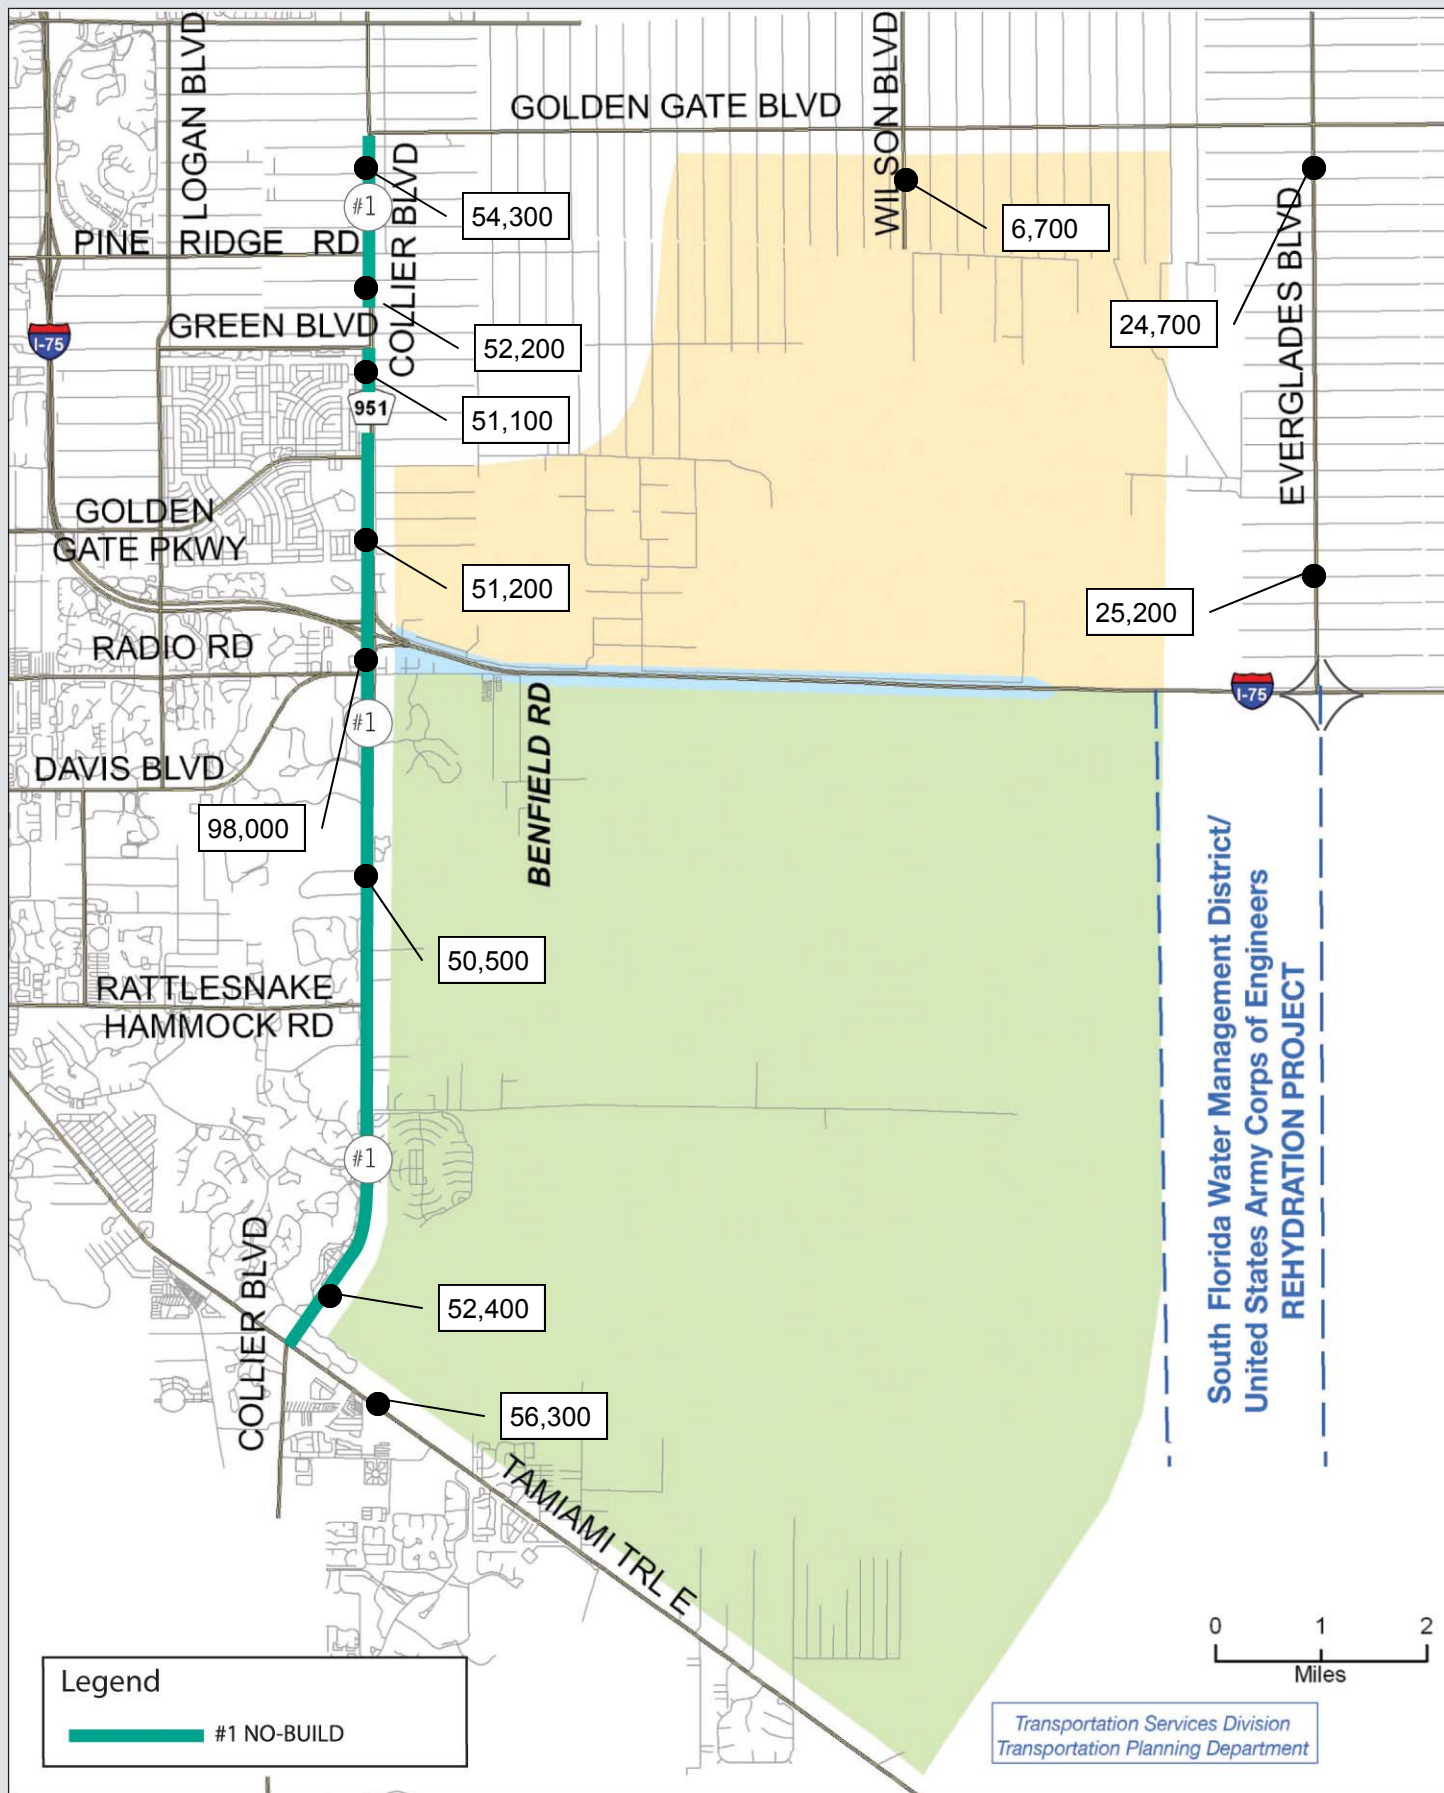 LOGAN BLVD
WILSON BLVD
GOLDEN GATE BLVD
COLLIER BLVD
#1
54,300
6,700
PINE RIDGE RD
EVERGLADES BLVD
24,700
GREEN BLVD
I-75
52,200
951
51,100
GOLDEN
GATE PKWY
51,200
25,200
RADIO RD
I-75
#1
BENFIELD RD
DAVIS BLVD
98,000
50,500
South Florida Water Management District/
United States Army Corps of Engineers
REHYDRATION PROJECT
RATTLESNAKE
HAMMOCK RD
#1
COLLIER BLVD
52,400
56,300
TAMIAMI TRL E
0 1 2
Miles
Legend
#1 NO-BUILD
Transportation Services Division
Transportation Planning Department